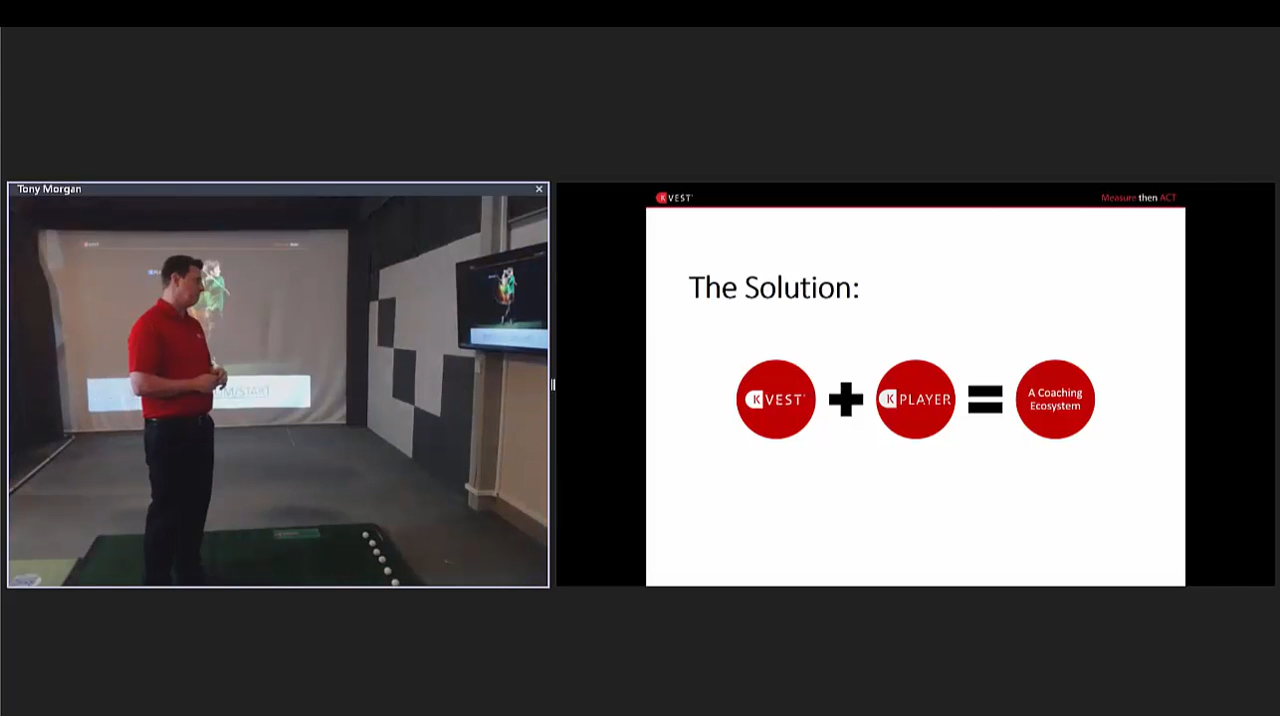 Tony Morgan
K VEST
Measure then ACT
The Solution:
K VEST
K PLAYER
A Coaching
Ecosystem